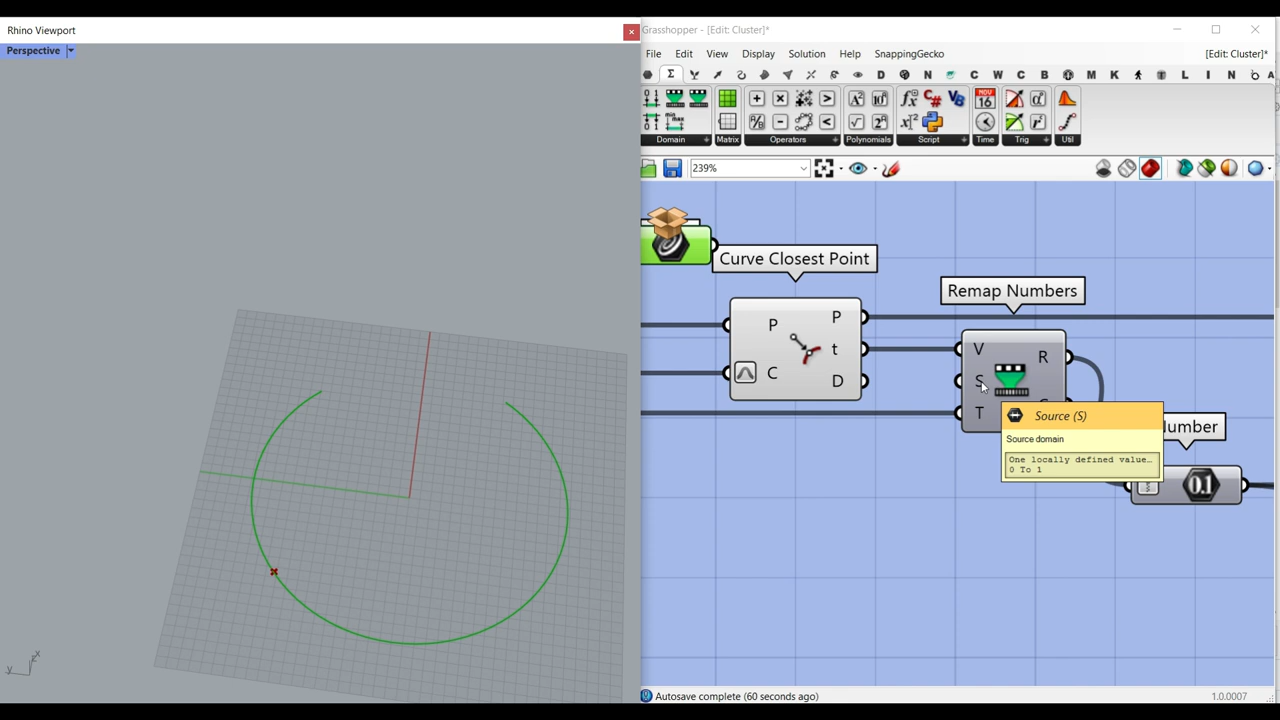 Rhino Viewport
Perspective
y
x
z
Grasshopper - [Edit: Cluster]*
File Edit View Display Solution Help SnappingGecko [Edit: Cluster]*
Σ D N C W C B M K L I N A
Domain Matrix Operators Polynomials Script Time Trig Util
239%
Curve Closest Point
Remap Numbers
P P
t
C D
V R
S
T
Source (S)
Source domain
One locally defined value…
0 To 1
umber
0.1
Autosave complete (60 seconds ago) 1.0.0007